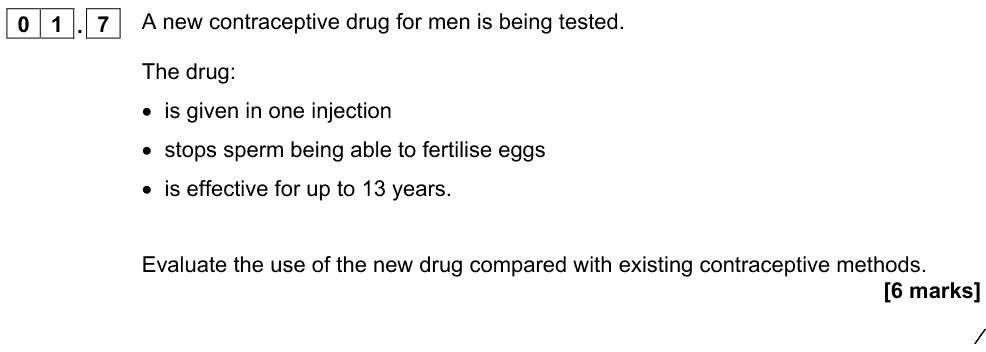 0 1 . 7 A new contraceptive drug for men is being tested.
The drug:
• is given in one injection
• stops sperm being able to fertilise eggs
• is effective for up to 13 years.
Evaluate the use of the new drug compared with existing contraceptive methods.
[6 marks]